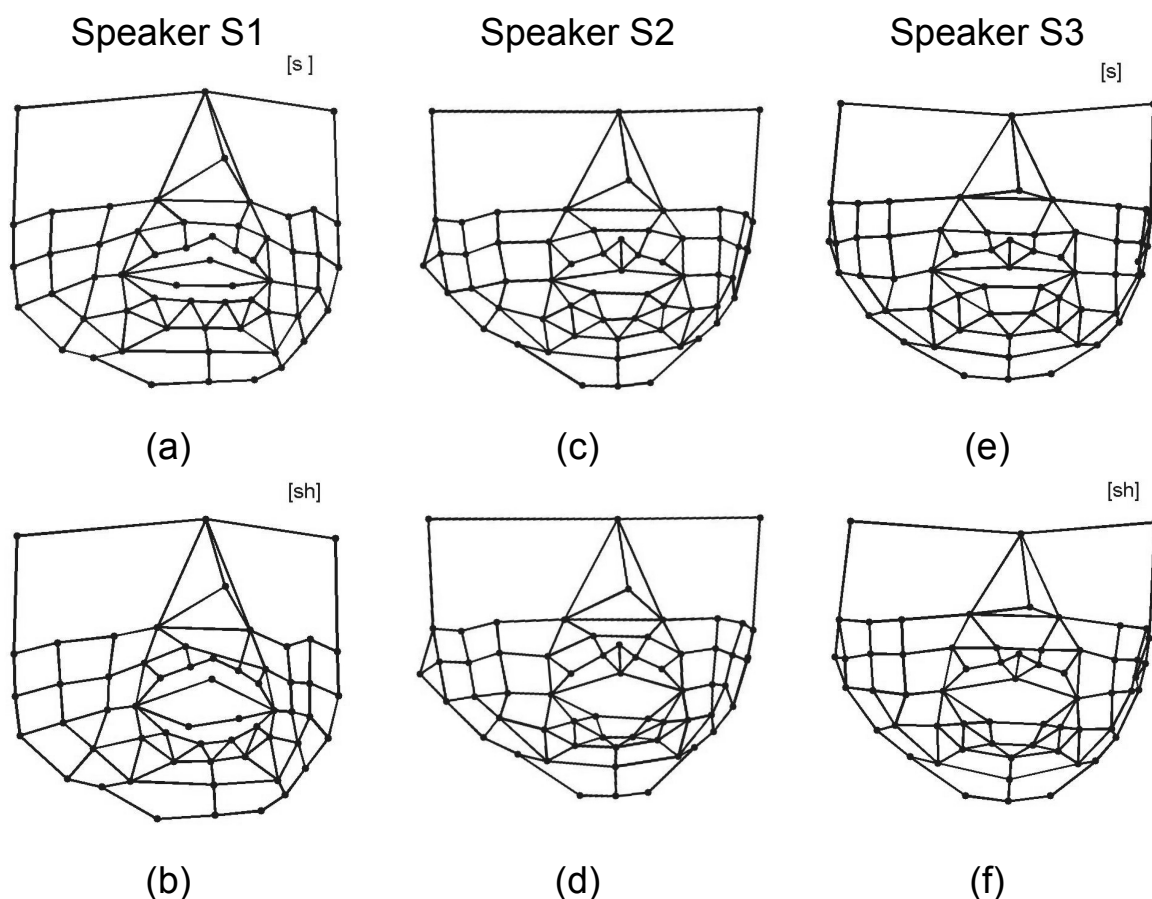 Speaker S1
Speaker S2
Speaker S3
[s ]
[s]
(a)
(c)
(e)
[sh]
[sh]
(b)
(d)
(f)